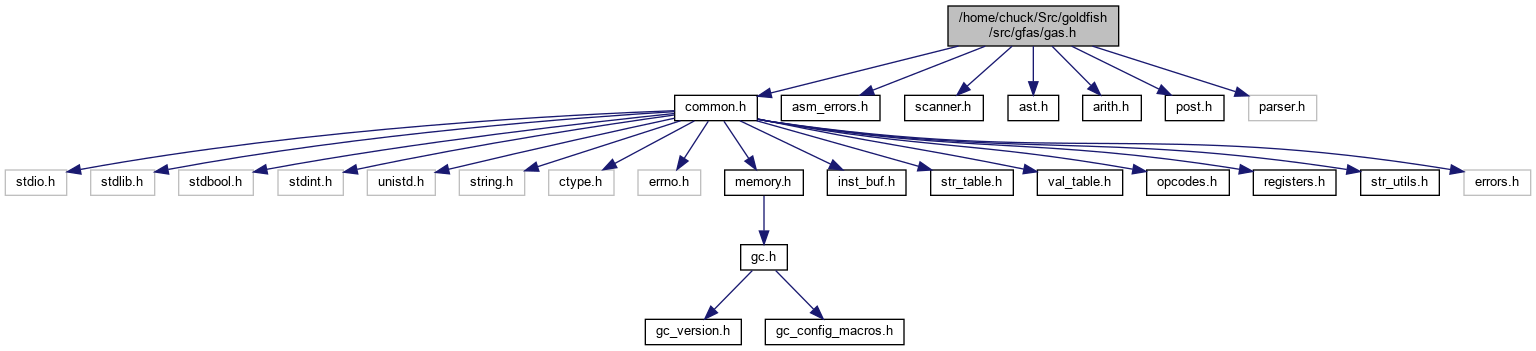 /home/chuck/Src/goldfish
/src/gfas/gas.h
common.h
asm_errors.h
scanner.h
ast.h
arith.h
post.h
parser.h
stdio.h
stdlib.h
stdbool.h
stdint.h
unistd.h
string.h
ctype.h
errno.h
memory.h
inst_buf.h
str_table.h
val_table.h
opcodes.h
registers.h
str_utils.h
errors.h
gc.h
gc_version.h
gc_config_macros.h